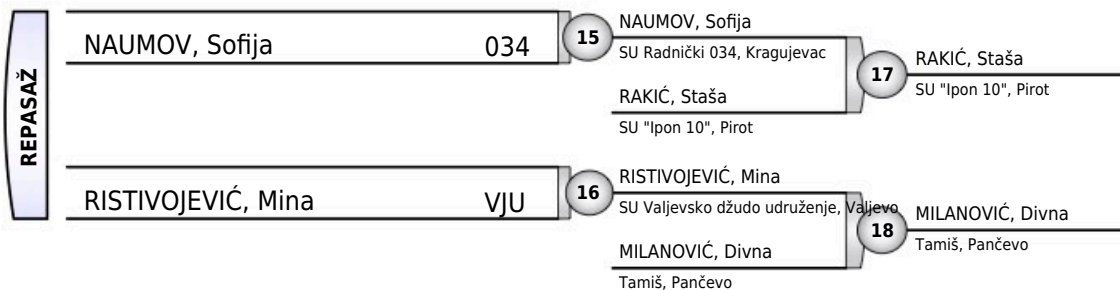 REPASAŽ
NAUMOV, Sofija 034
15
NAUMOV, Sofija
SU Radnički 034, Kragujevac
RAKIĆ, Staša
SU "Ipon 10", Pirot
17
RAKIĆ, Staša
SU "Ipon 10", Pirot
RISTIVOJEVIĆ, Mina VJU
16
RISTIVOJEVIĆ, Mina
SU Valjevsko džudo udruženje, Valjevo
MILANOVIĆ, Divna
Tamiš, Pančevo
18
MILANOVIĆ, Divna
Tamiš, Pančevo